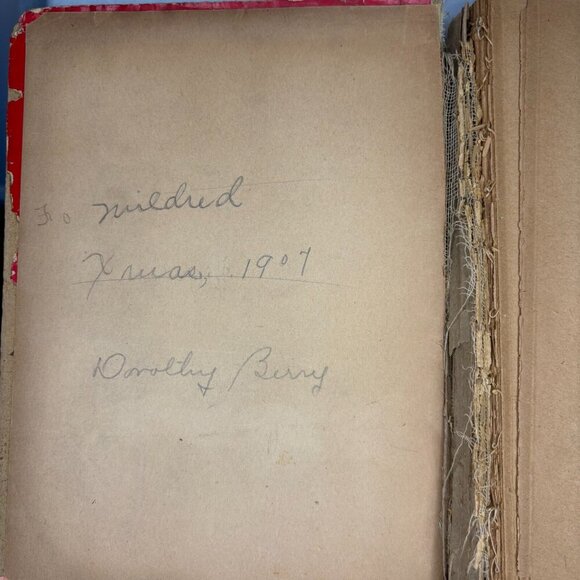 To Mildred
Xmas, 1907
Dorothy Berry